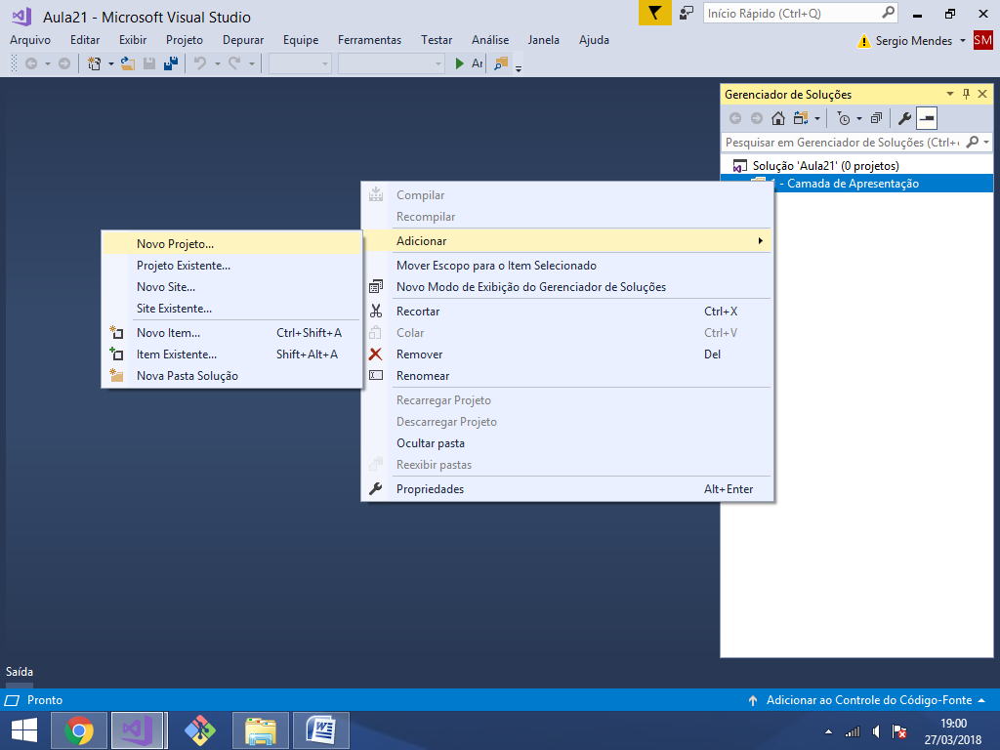 Aula21 - Microsoft Visual Studio
Início Rápido (Ctrl+Q)
Arquivo Editar Exibir Projeto Depurar Equipe Ferramentas Testar Análise Janela Ajuda
Sergio Mendes SM
Gerenciador de Soluções
Pesquisar em Gerenciador de Soluções (Ctrl+
Solução 'Aula21' (0 projetos)
- Camada de Apresentação
Compilar
Recompilar
Adicionar
Mover Escopo para o Item Selecionado
Novo Modo de Exibição do Gerenciador de Soluções
Recortar Ctrl+X
Colar Ctrl+V
Remover Del
Renomear
Recarregar Projeto
Descarregar Projeto
Ocultar pasta
Reexibir pastas
Propriedades Alt+Enter
Novo Projeto...
Projeto Existente...
Novo Site...
Site Existente...
Novo Item... Ctrl+Shift+A
Item Existente... Shift+Alt+A
Nova Pasta Solução
Saída
Pronto
Adicionar ao Controle do Código-Fonte
19:00
27/03/2018